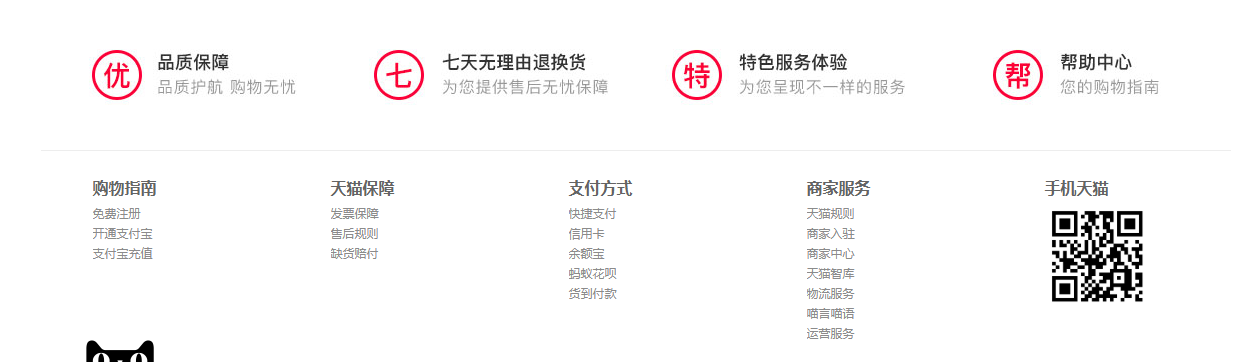 优
品质保障
品质护航 购物无忧
七
七天无理由退换货
为您提供售后无忧保障
特
特色服务体验
为您呈现不一样的服务
帮
帮助中心
您的购物指南
购物指南
免费注册
开通支付宝
支付宝充值
天猫保障
发票保障
售后规则
缺货赔付
支付方式
快捷支付
信用卡
余额宝
蚂蚁花呗
货到付款
商家服务
天猫规则
商家入驻
商家中心
天猫智库
物流服务
喵言喵语
运营服务
手机天猫